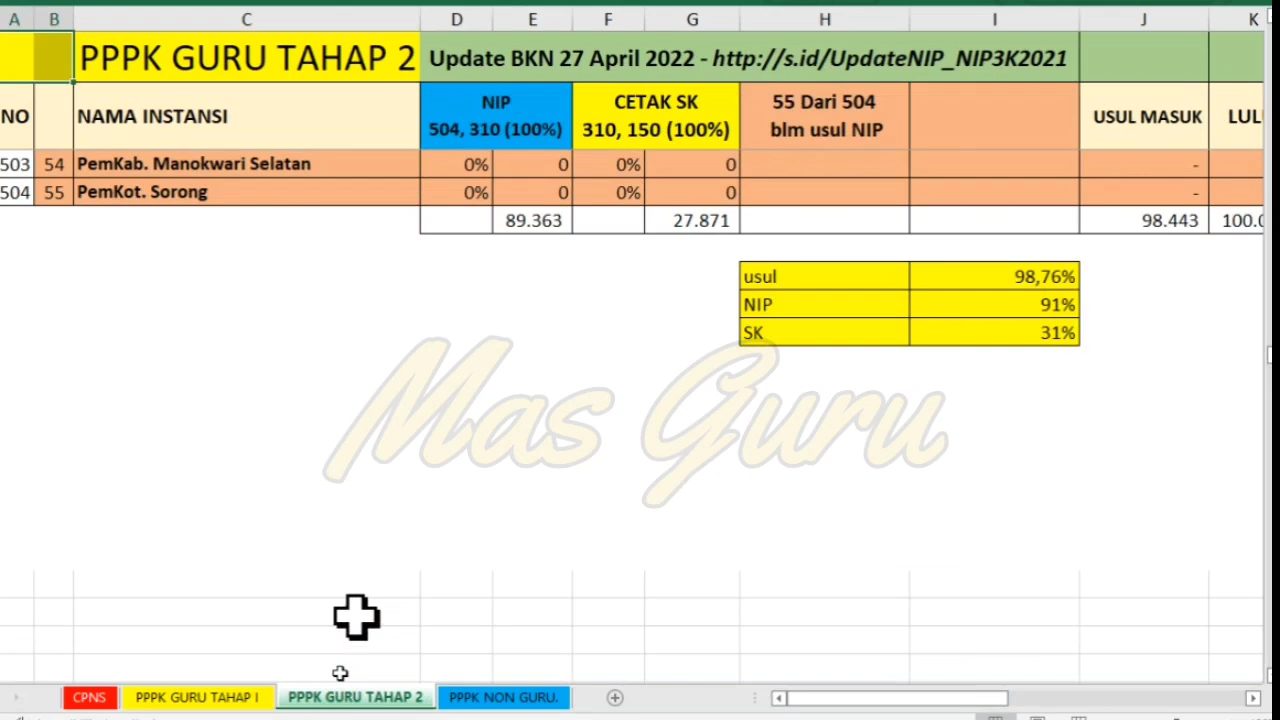 A B C D E F G H I J K
PPPK GURU TAHAP 2 Update BKN 27 April 2022 - http://s.id/UpdateNIP_NIP3K2021
NO NAMA INSTANSI NIP 504, 310 (100%) CETAK SK 310, 150 (100%) 55 Dari 504 blm usul NIP USUL MASUK
503 54 PemKab. Manokwari Selatan 0% 0 0% 0 -
504 55 PemKot. Sorong 0% 0 0% 0 -
89.363 27.871 98.443
usul 98,76%
NIP 91%
SK 31%
Mas Guru
CPNS PPPK GURU TAHAP I PPPK GURU TAHAP 2 PPPK NON GURU.